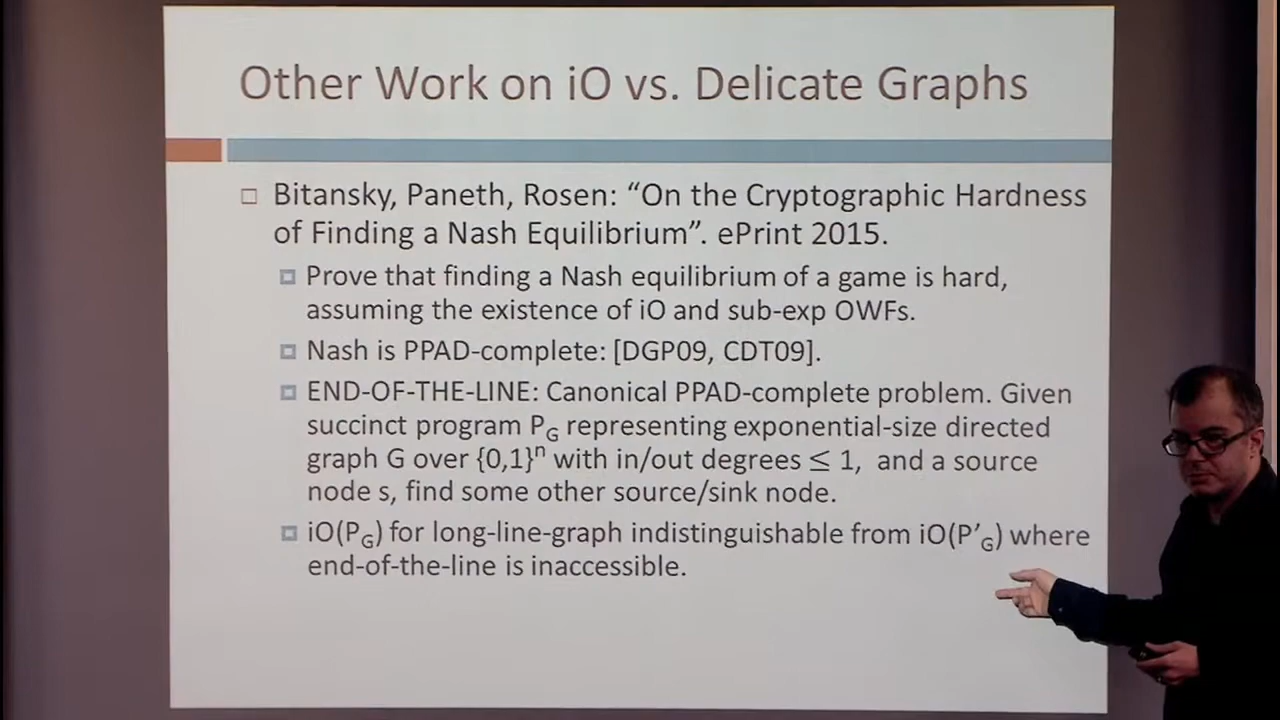 Other Work on iO vs. Delicate Graphs
Bitansky, Paneth, Rosen: “On the Cryptographic Hardness
of Finding a Nash Equilibrium”. ePrint 2015.
Prove that finding a Nash equilibrium of a game is hard,
assuming the existence of iO and sub-exp OWFs.
Nash is PPAD-complete: [DGP09, CDT09].
END-OF-THE-LINE: Canonical PPAD-complete problem. Given
succinct program P_G representing exponential-size directed
graph G over {0,1}^n with in/out degrees ≤ 1, and a source
node s, find some other source/sink node.
iO(P_G) for long-line-graph indistinguishable from iO(P’_G) where
end-of-the-line is inaccessible.